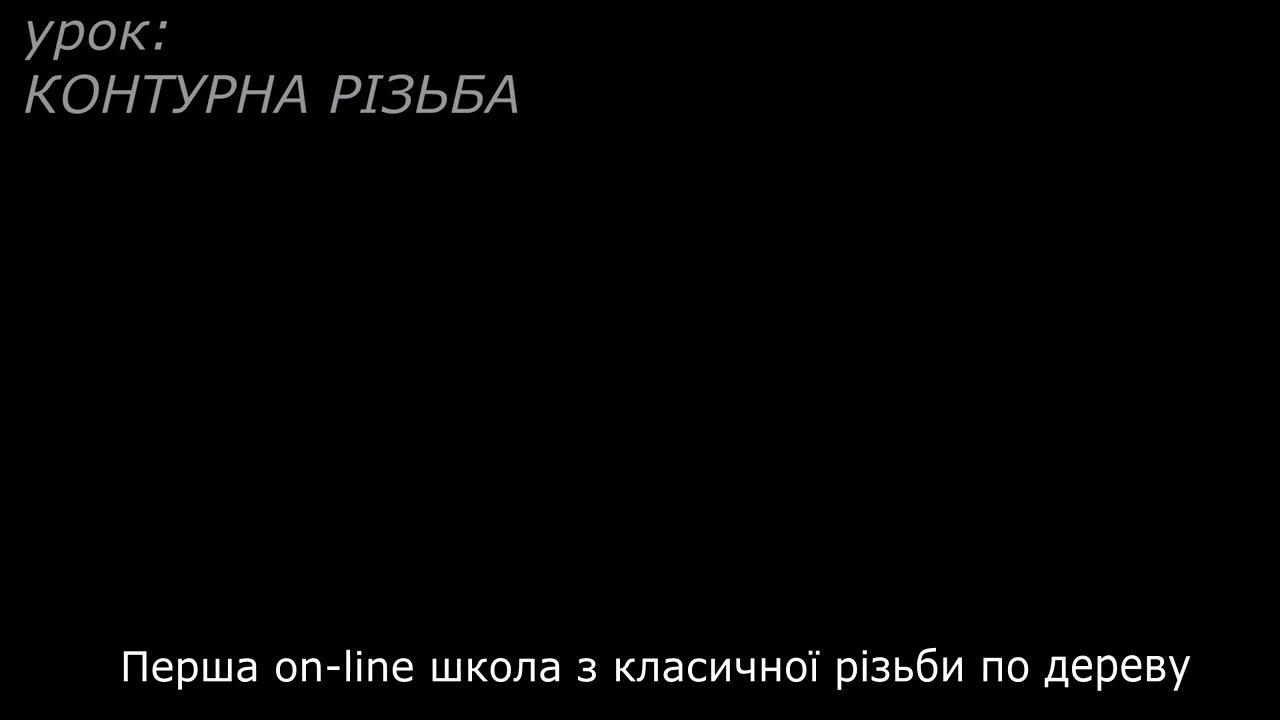 урок:
КОНТУРНА РІЗЬБА
Перша on-line школа з класичної різьби по дереву